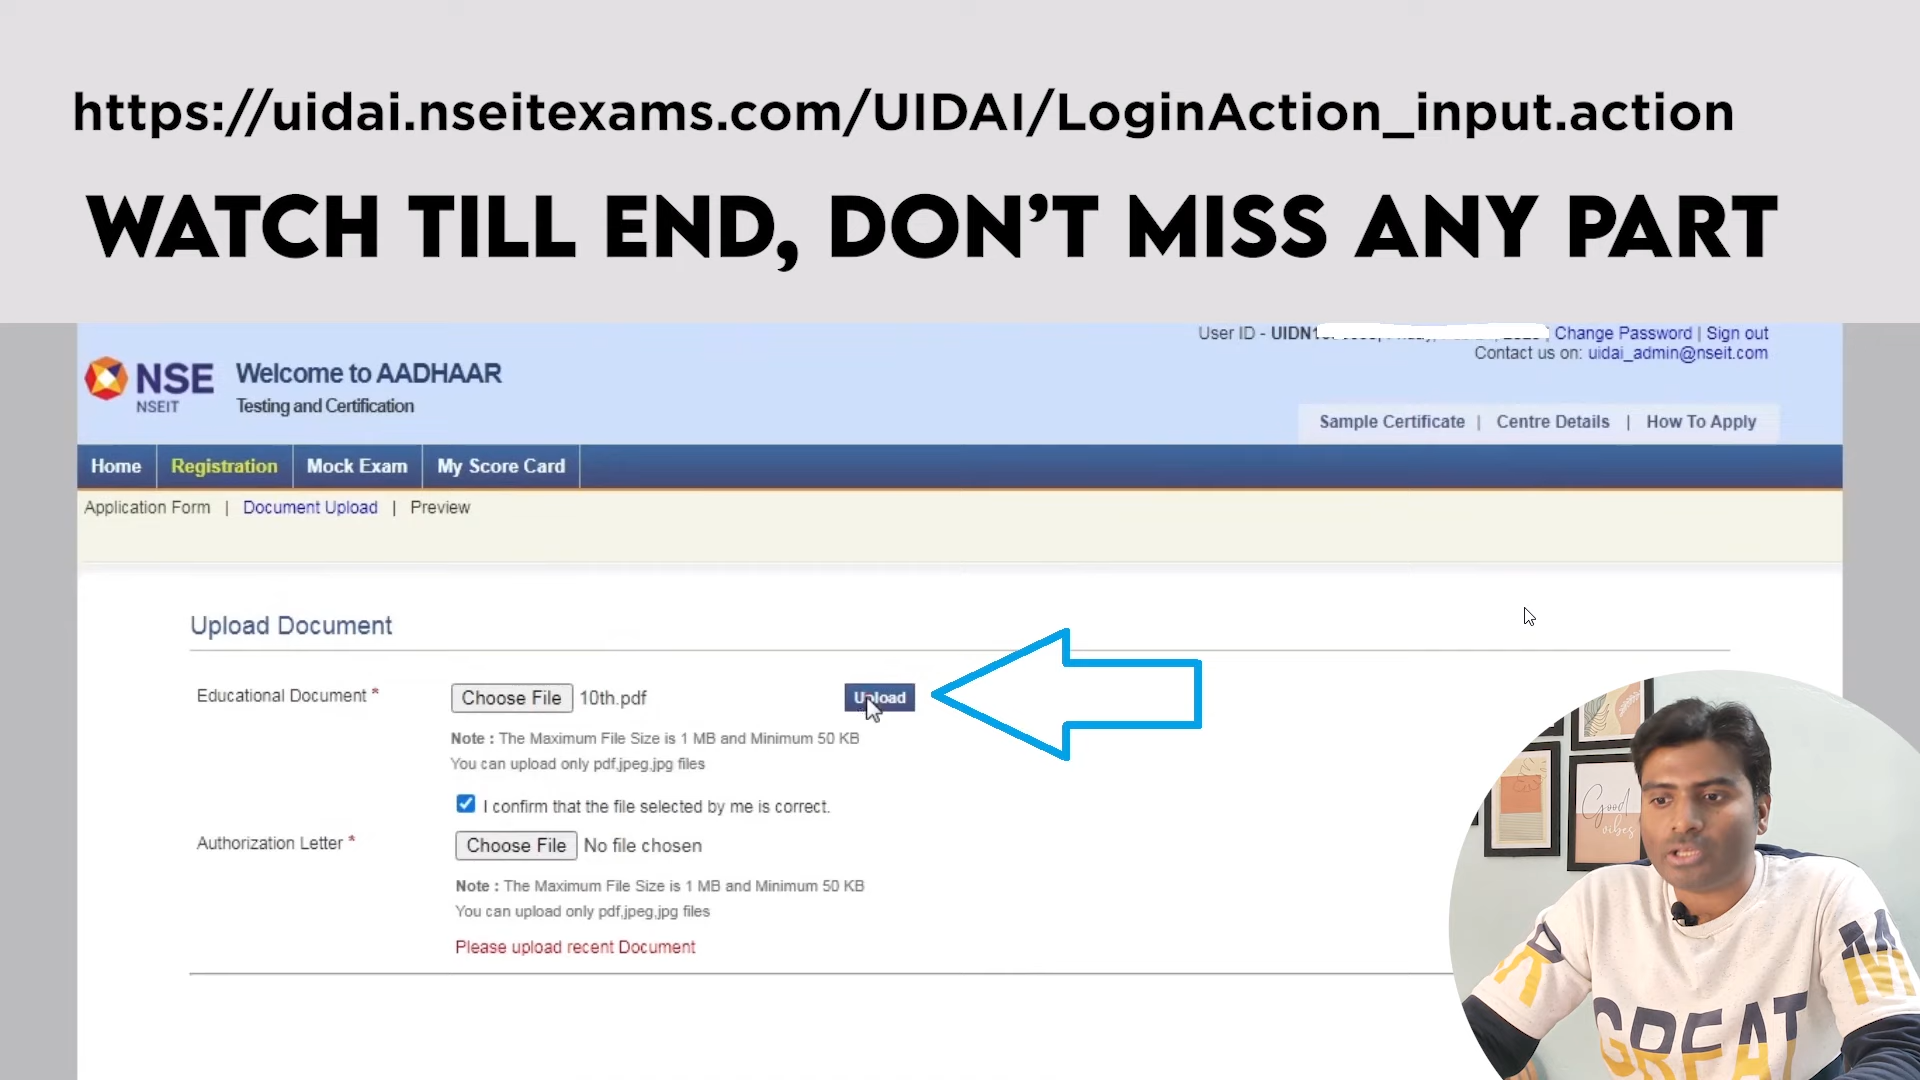 https://uidai.nseitexams.com/UIDAI/LoginAction_input.action
WATCH TILL END, DON'T MISS ANY PART
User ID - UIDN1 | Change Password | Sign out
Contact us on: uidai_admin@nseit.com
NSE
NSEIT
Welcome to AADHAAR
Testing and Certification
Sample Certificate | Centre Details | How To Apply
Home Registration Mock Exam My Score Card
Application Form | Document Upload | Preview
Upload Document
Educational Document * Choose File 10th.pdf Upload
Note : The Maximum File Size is 1 MB and Minimum 50 KB
You can upload only pdf,jpeg,jpg files
I confirm that the file selected by me is correct.
Authorization Letter * Choose File No file chosen
Note : The Maximum File Size is 1 MB and Minimum 50 KB
You can upload only pdf,jpeg,jpg files
Please upload recent Document
Good
vibes
GREAT